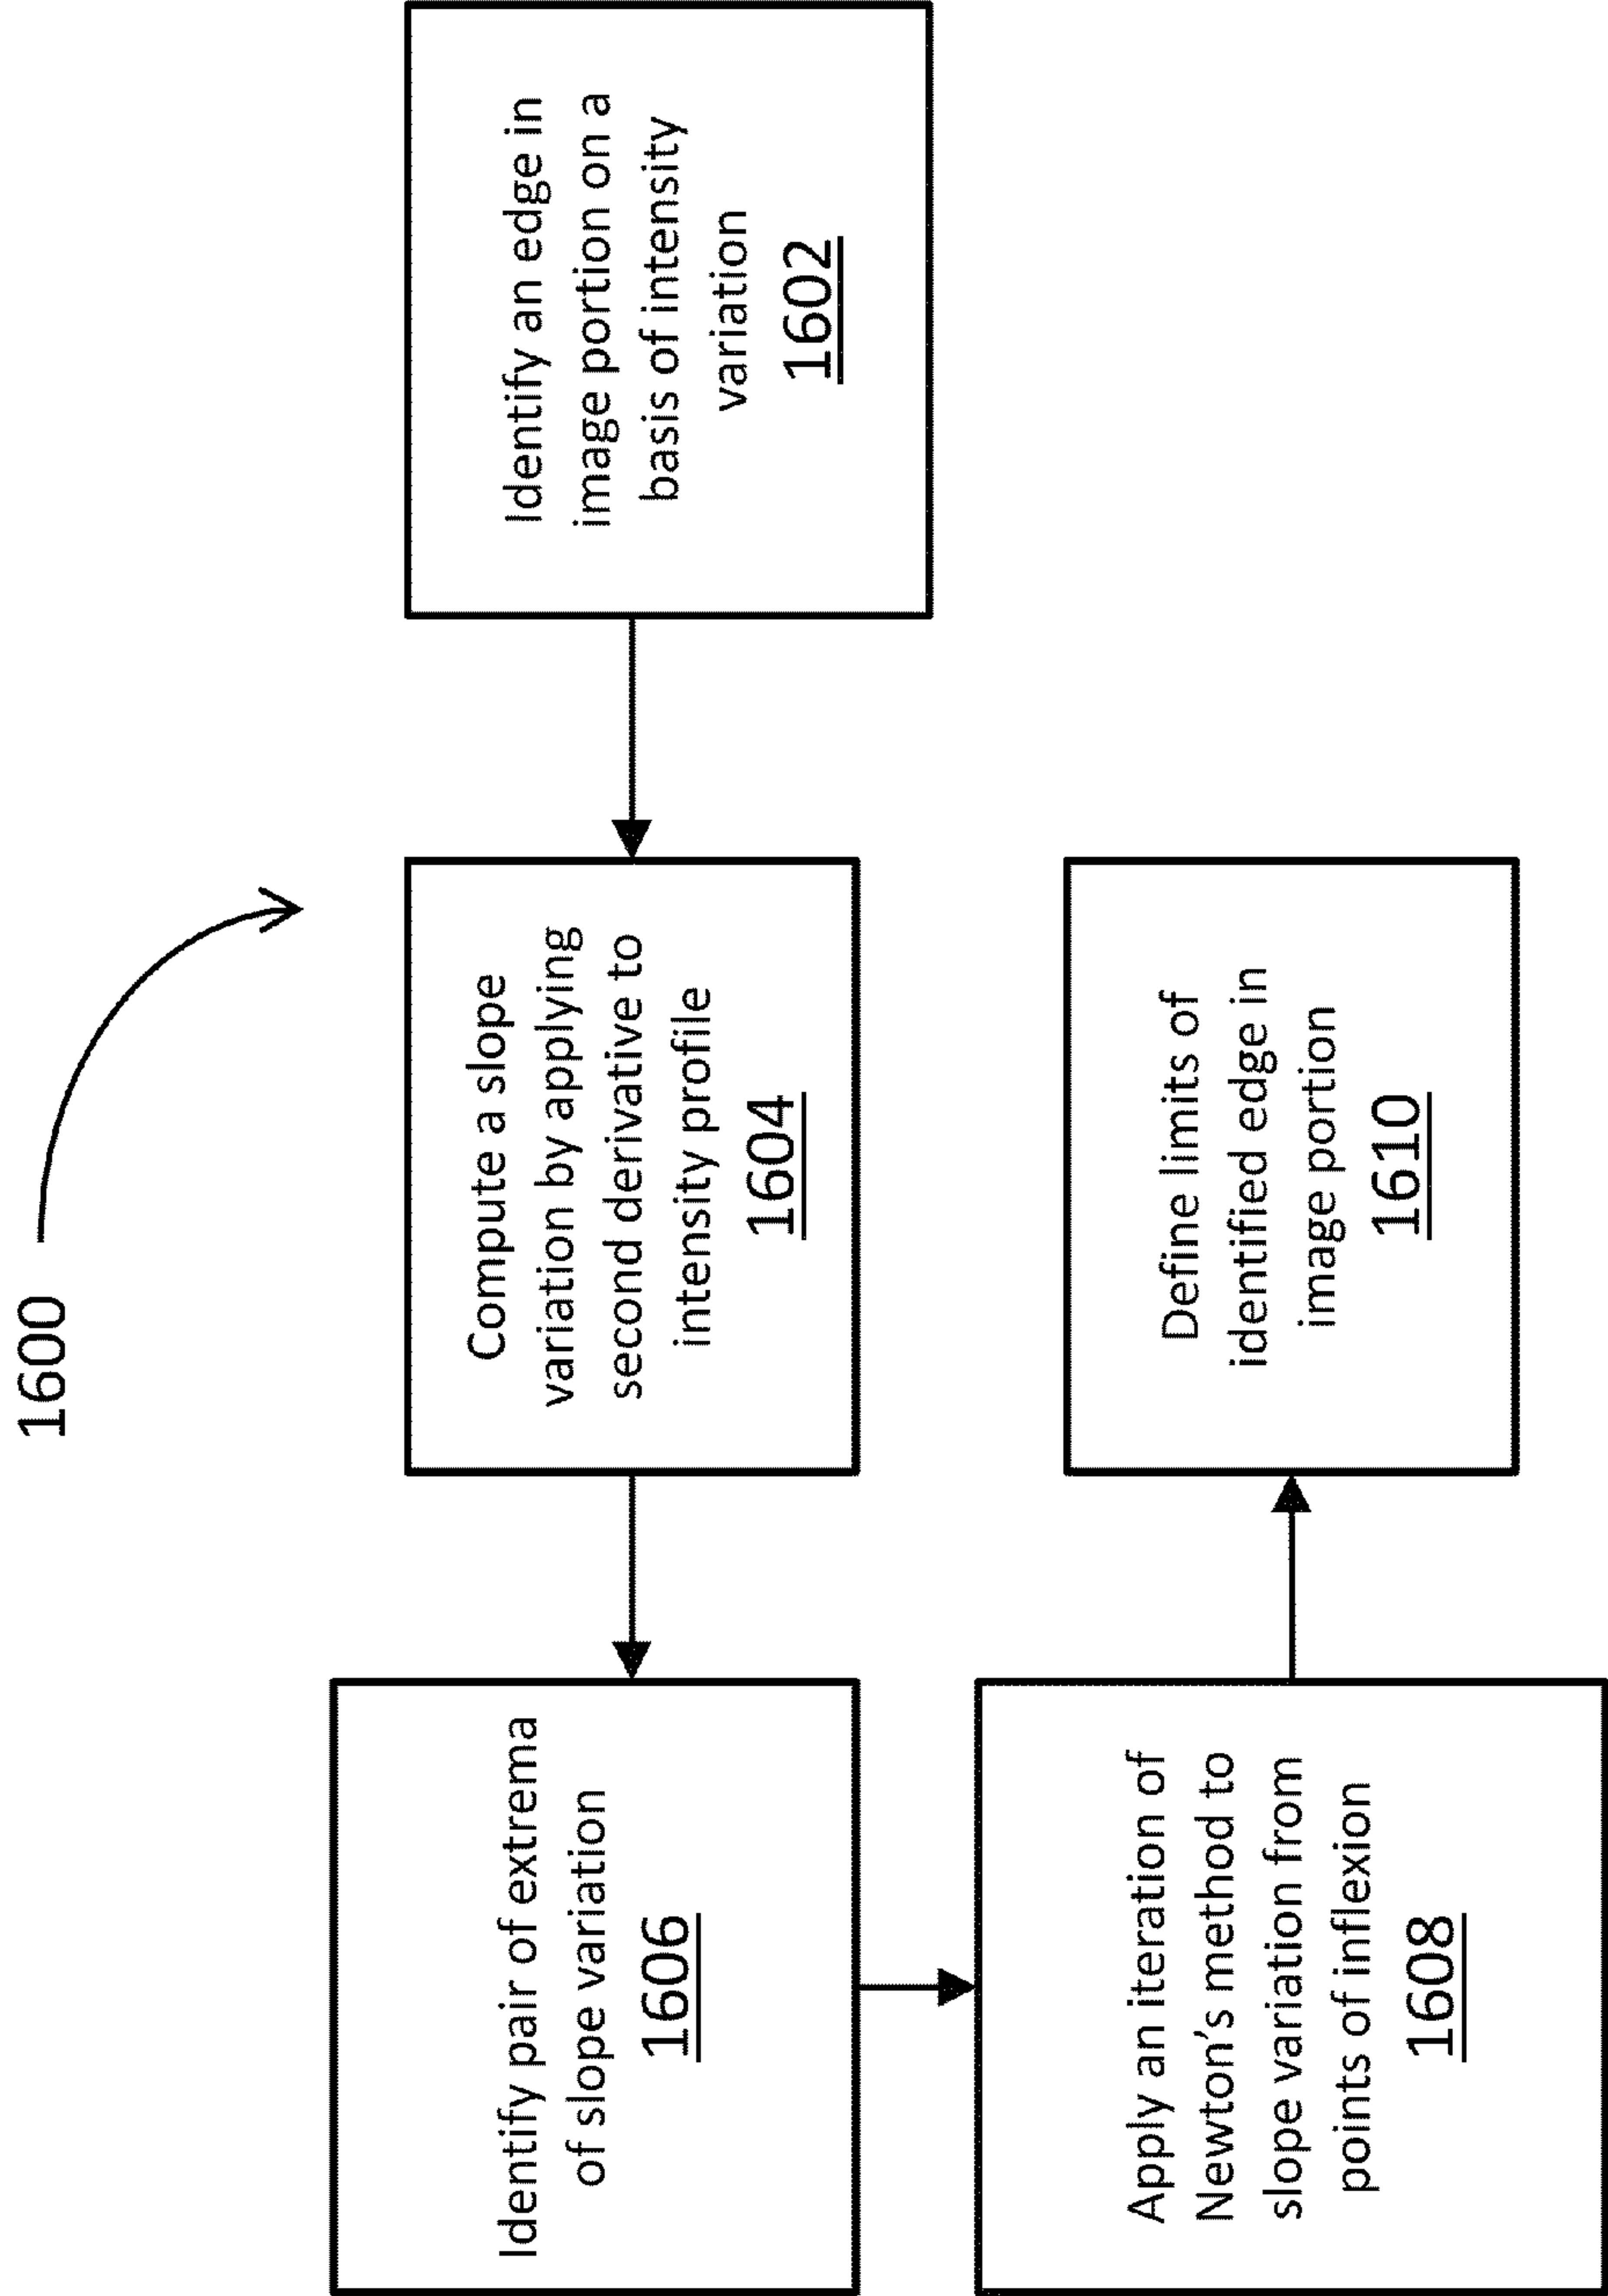 1600
Identify an edge in
image portion on a
basis of intensity
variation
1602
Compute a slope
variation by applying
second derivative to
intensity profile
1604
Identify pair of extrema
of slope variation
1606
Apply an iteration of
Newton's method to
slope variation from
points of inflexion
1608
Define limits of
identified edge in
image portion
1610